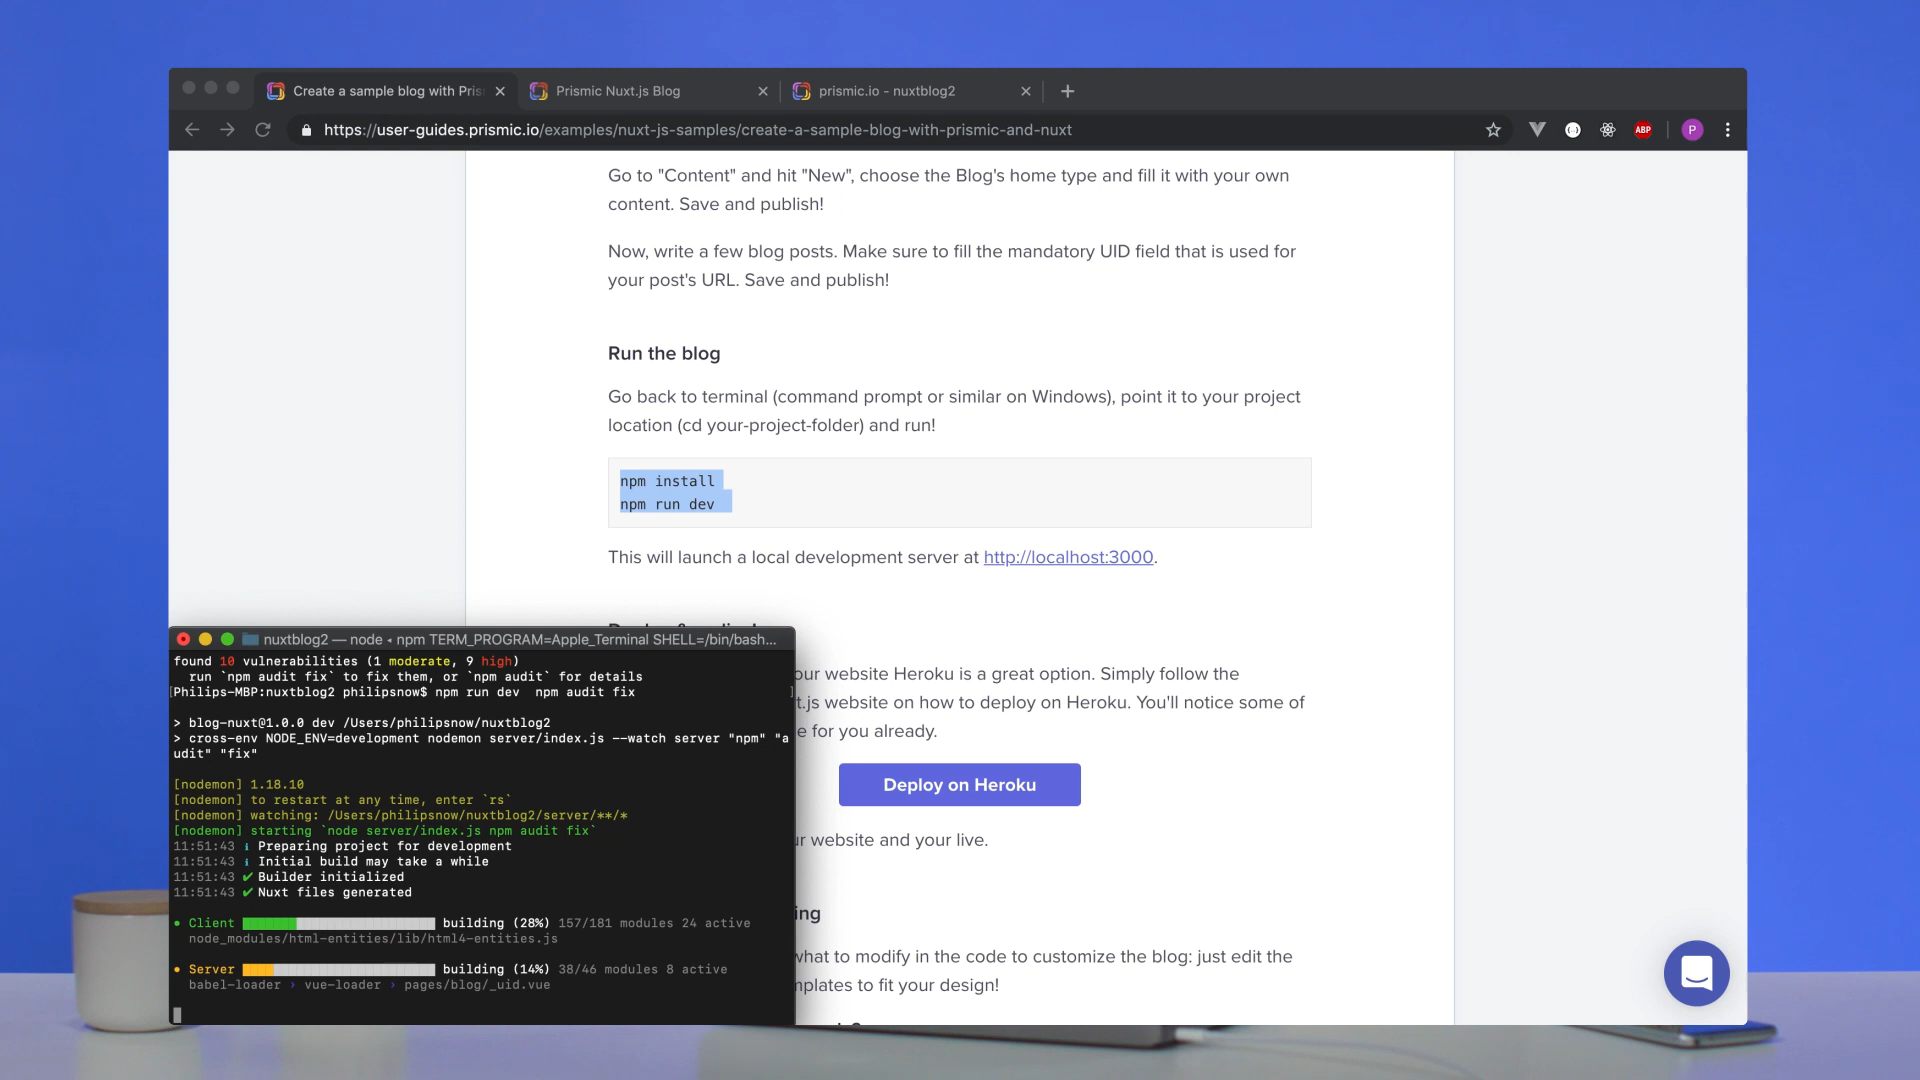 Create a sample blog with Pris
Prismic Nuxt.js Blog
prismic.io - nuxtblog2
https://user-guides.prismic.io/examples/nuxt-js-samples/create-a-sample-blog-with-prismic-and-nuxt
ABP
P
Go to "Content" and hit "New", choose the Blog's home type and fill it with your own
content. Save and publish!
Now, write a few blog posts. Make sure to fill the mandatory UID field that is used for
your post's URL. Save and publish!
Run the blog
Go back to terminal (command prompt or similar on Windows), point it to your project
location (cd your-project-folder) and run!
npm install
npm run dev
This will launch a local development server at http://localhost:3000.
our website Heroku is a great option. Simply follow the
t.js website on how to deploy on Heroku. You'll notice some of
e for you already.
Deploy on Heroku
ur website and your live.
ing
what to modify in the code to customize the blog: just edit the
mplates to fit your design!
nuxtblog2 — node ◂ npm TERM_PROGRAM=Apple_Terminal SHELL=/bin/bash...
found 10 vulnerabilities (1 moderate, 9 high)
run `npm audit fix` to fix them, or `npm audit` for details
[Philips-MBP:nuxtblog2 philipsnow$ npm run dev  npm audit fix ]
> blog-nuxt@1.0.0 dev /Users/philipsnow/nuxtblog2
> cross-env NODE_ENV=development nodemon server/index.js --watch server "npm" "a
udit" "fix"
[nodemon] 1.18.10
[nodemon] to restart at any time, enter `rs`
[nodemon] watching: /Users/philipsnow/nuxtblog2/server/**/*
[nodemon] starting `node server/index.js npm audit fix`
11:51:43 ℹ Preparing project for development
11:51:43 ℹ Initial build may take a while
11:51:43 ✔ Builder initialized
11:51:43 ✔ Nuxt files generated
● Client building (28%) 157/181 modules 24 active
node_modules/html-entities/lib/html4-entities.js
● Server building (14%) 38/46 modules 8 active
babel-loader › vue-loader › pages/blog/_uid.vue